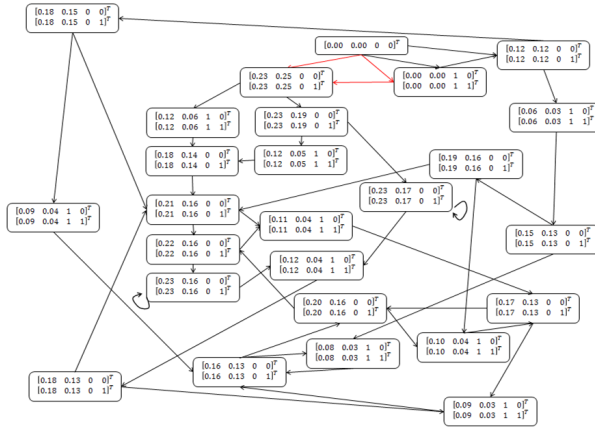 [0.18 0.15 0 0]ᵀ
[0.18 0.15 0 1]ᵀ
[0.00 0.00 0 0]ᵀ
[0.12 0.12 0 0]ᵀ
[0.12 0.12 0 1]ᵀ
[0.23 0.25 0 0]ᵀ
[0.23 0.25 0 1]ᵀ
[0.00 0.00 1 0]ᵀ
[0.00 0.00 1 1]ᵀ
[0.12 0.06 1 0]ᵀ
[0.12 0.06 1 1]ᵀ
[0.23 0.19 0 0]ᵀ
[0.23 0.19 0 1]ᵀ
[0.06 0.03 1 0]ᵀ
[0.06 0.03 1 1]ᵀ
[0.18 0.14 0 0]ᵀ
[0.18 0.14 0 1]ᵀ
[0.12 0.05 1 0]ᵀ
[0.12 0.05 1 1]ᵀ
[0.19 0.16 0 0]ᵀ
[0.19 0.16 0 1]ᵀ
[0.23 0.17 0 0]ᵀ
[0.23 0.17 0 1]ᵀ
[0.09 0.04 1 0]ᵀ
[0.09 0.04 1 1]ᵀ
[0.21 0.16 0 0]ᵀ
[0.21 0.16 0 1]ᵀ
[0.11 0.04 1 0]ᵀ
[0.11 0.04 1 1]ᵀ
[0.15 0.13 0 0]ᵀ
[0.15 0.13 0 1]ᵀ
[0.22 0.16 0 0]ᵀ
[0.22 0.16 0 1]ᵀ
[0.12 0.04 1 0]ᵀ
[0.12 0.04 1 1]ᵀ
[0.23 0.16 0 0]ᵀ
[0.23 0.16 0 1]ᵀ
[0.20 0.16 0 0]ᵀ
[0.20 0.16 0 1]ᵀ
[0.17 0.13 0 0]ᵀ
[0.17 0.13 0 1]ᵀ
[0.08 0.03 1 0]ᵀ
[0.08 0.03 1 1]ᵀ
[0.10 0.04 1 0]ᵀ
[0.10 0.04 1 1]ᵀ
[0.16 0.13 0 0]ᵀ
[0.16 0.13 0 1]ᵀ
[0.18 0.13 0 0]ᵀ
[0.18 0.13 0 1]ᵀ
[0.09 0.03 1 0]ᵀ
[0.09 0.03 1 1]ᵀ